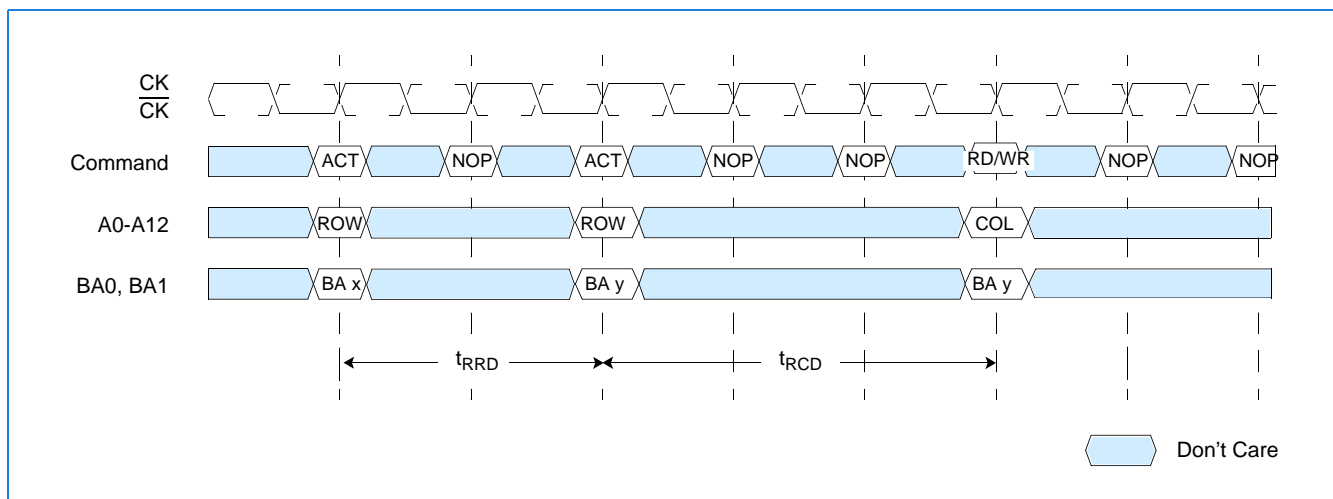 CK
CK
Command ACT NOP ACT NOP NOP RD/WR NOP NOP
A0-A12 ROW ROW COL
BA0, BA1 BA x BA y BA y
tRRD tRCD
Don't Care